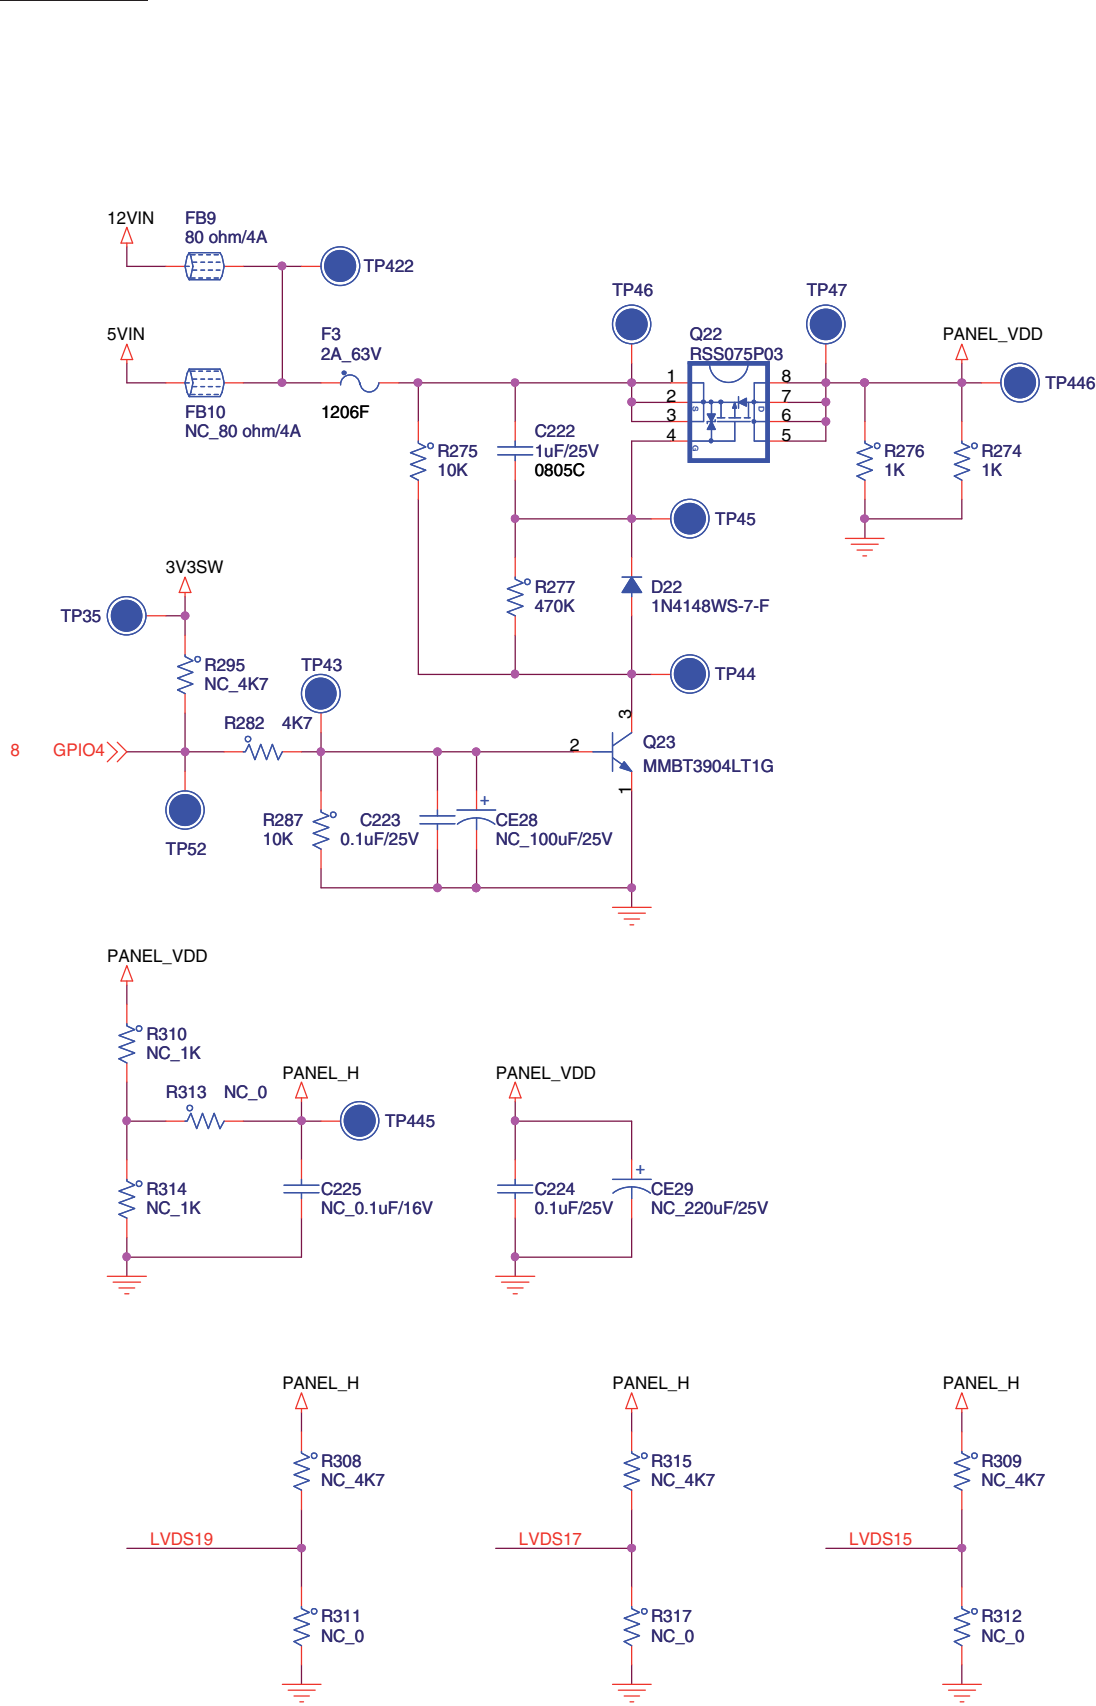 12VIN
FB9
80 ohm/4A
TP422
5VIN
FB10
NC_80 ohm/4A
F3
2A_63V
1206F
TP46
TP47
Q22
RSS075P03
1
2
3
4
8
7
6
5
S
G
D
PANEL_VDD
TP446
R275
10K
C222
1uF/25V
0805C
R276
1K
R274
1K
TP45
R277
470K
D22
1N4148WS-7-F
TP44
3V3SW
TP35
R295
NC_4K7
TP43
R282 4K7
8 GPIO4
TP52
R287
10K
C223
0.1uF/25V
+
CE28
NC_100uF/25V
2
3
1
Q23
MMBT3904LT1G
PANEL_VDD
R310
NC_1K
R313 NC_0
PANEL_H
TP445
R314
NC_1K
C225
NC_0.1uF/16V
PANEL_VDD
C224
0.1uF/25V
+
CE29
NC_220uF/25V
PANEL_H
R308
NC_4K7
LVDS19
R311
NC_0
PANEL_H
R315
NC_4K7
LVDS17
R317
NC_0
PANEL_H
R309
NC_4K7
LVDS15
R312
NC_0